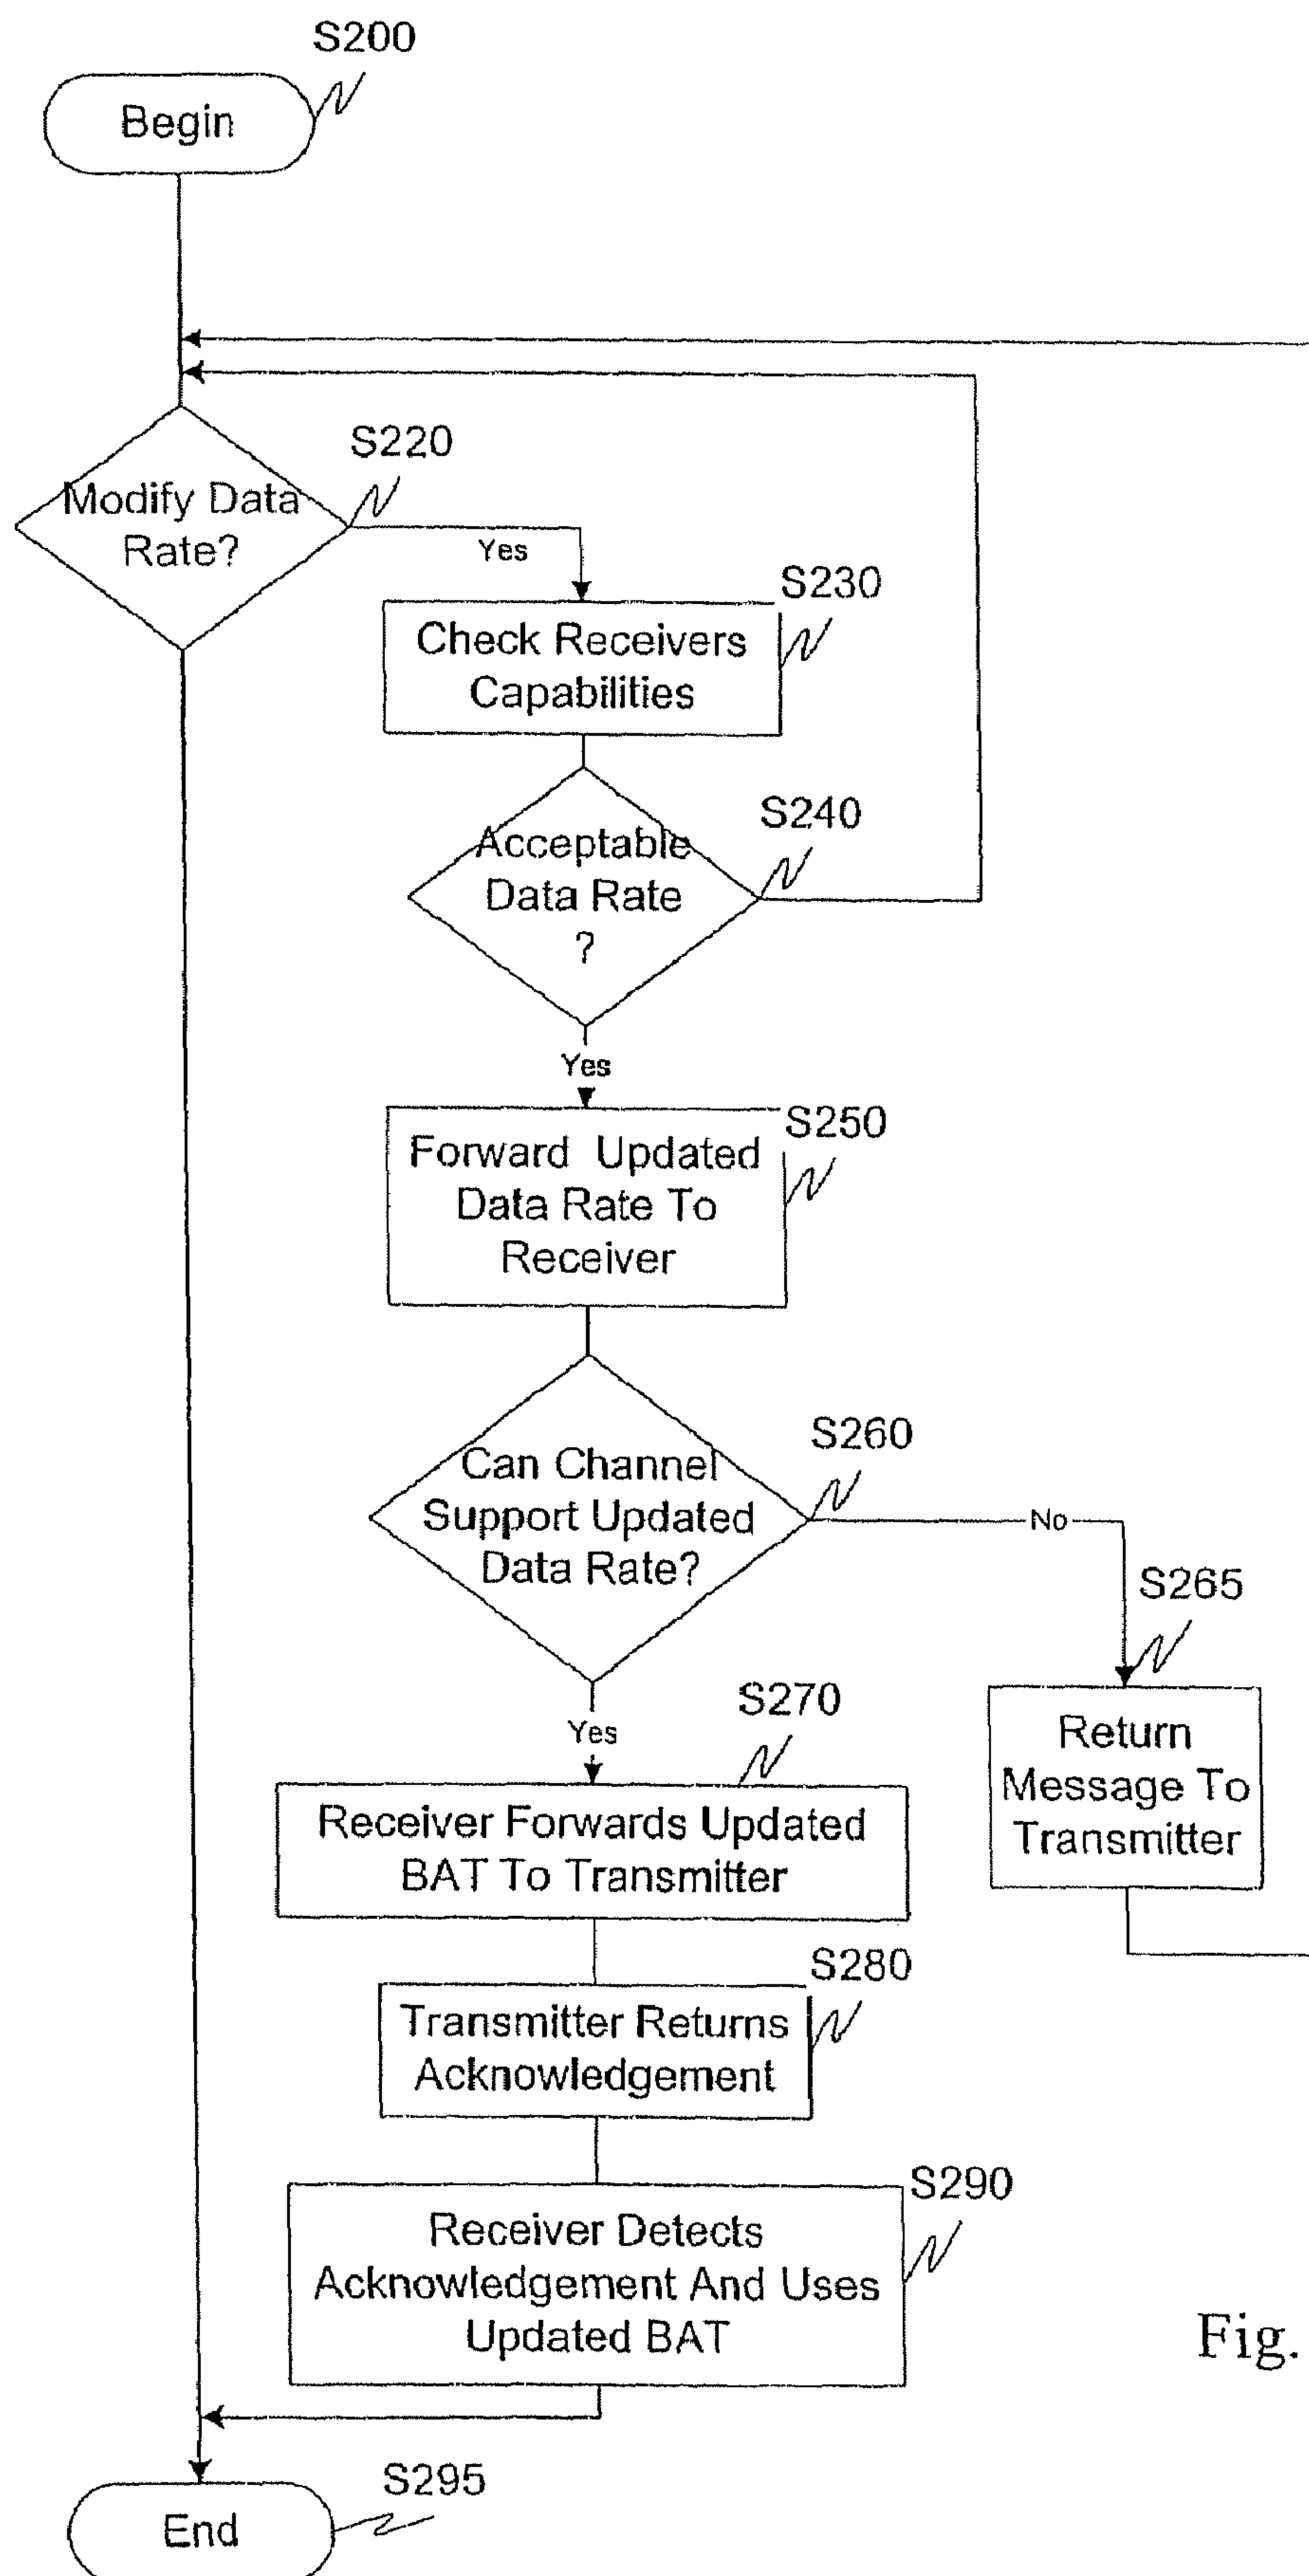 S200
Begin
S220
Modify Data
Rate?
Yes
S230
Check Receivers
Capabilities
S240
Acceptable
Data Rate
?
Yes
S250
Forward Updated
Data Rate To
Receiver
S260
Can Channel
Support Updated
Data Rate?
No
S265
Return
Message To
Transmitter
Yes
S270
Receiver Forwards Updated
BAT To Transmitter
S280
Transmitter Returns
Acknowledgement
S290
Receiver Detects
Acknowledgement And Uses
Updated BAT
Fig.
S295
End